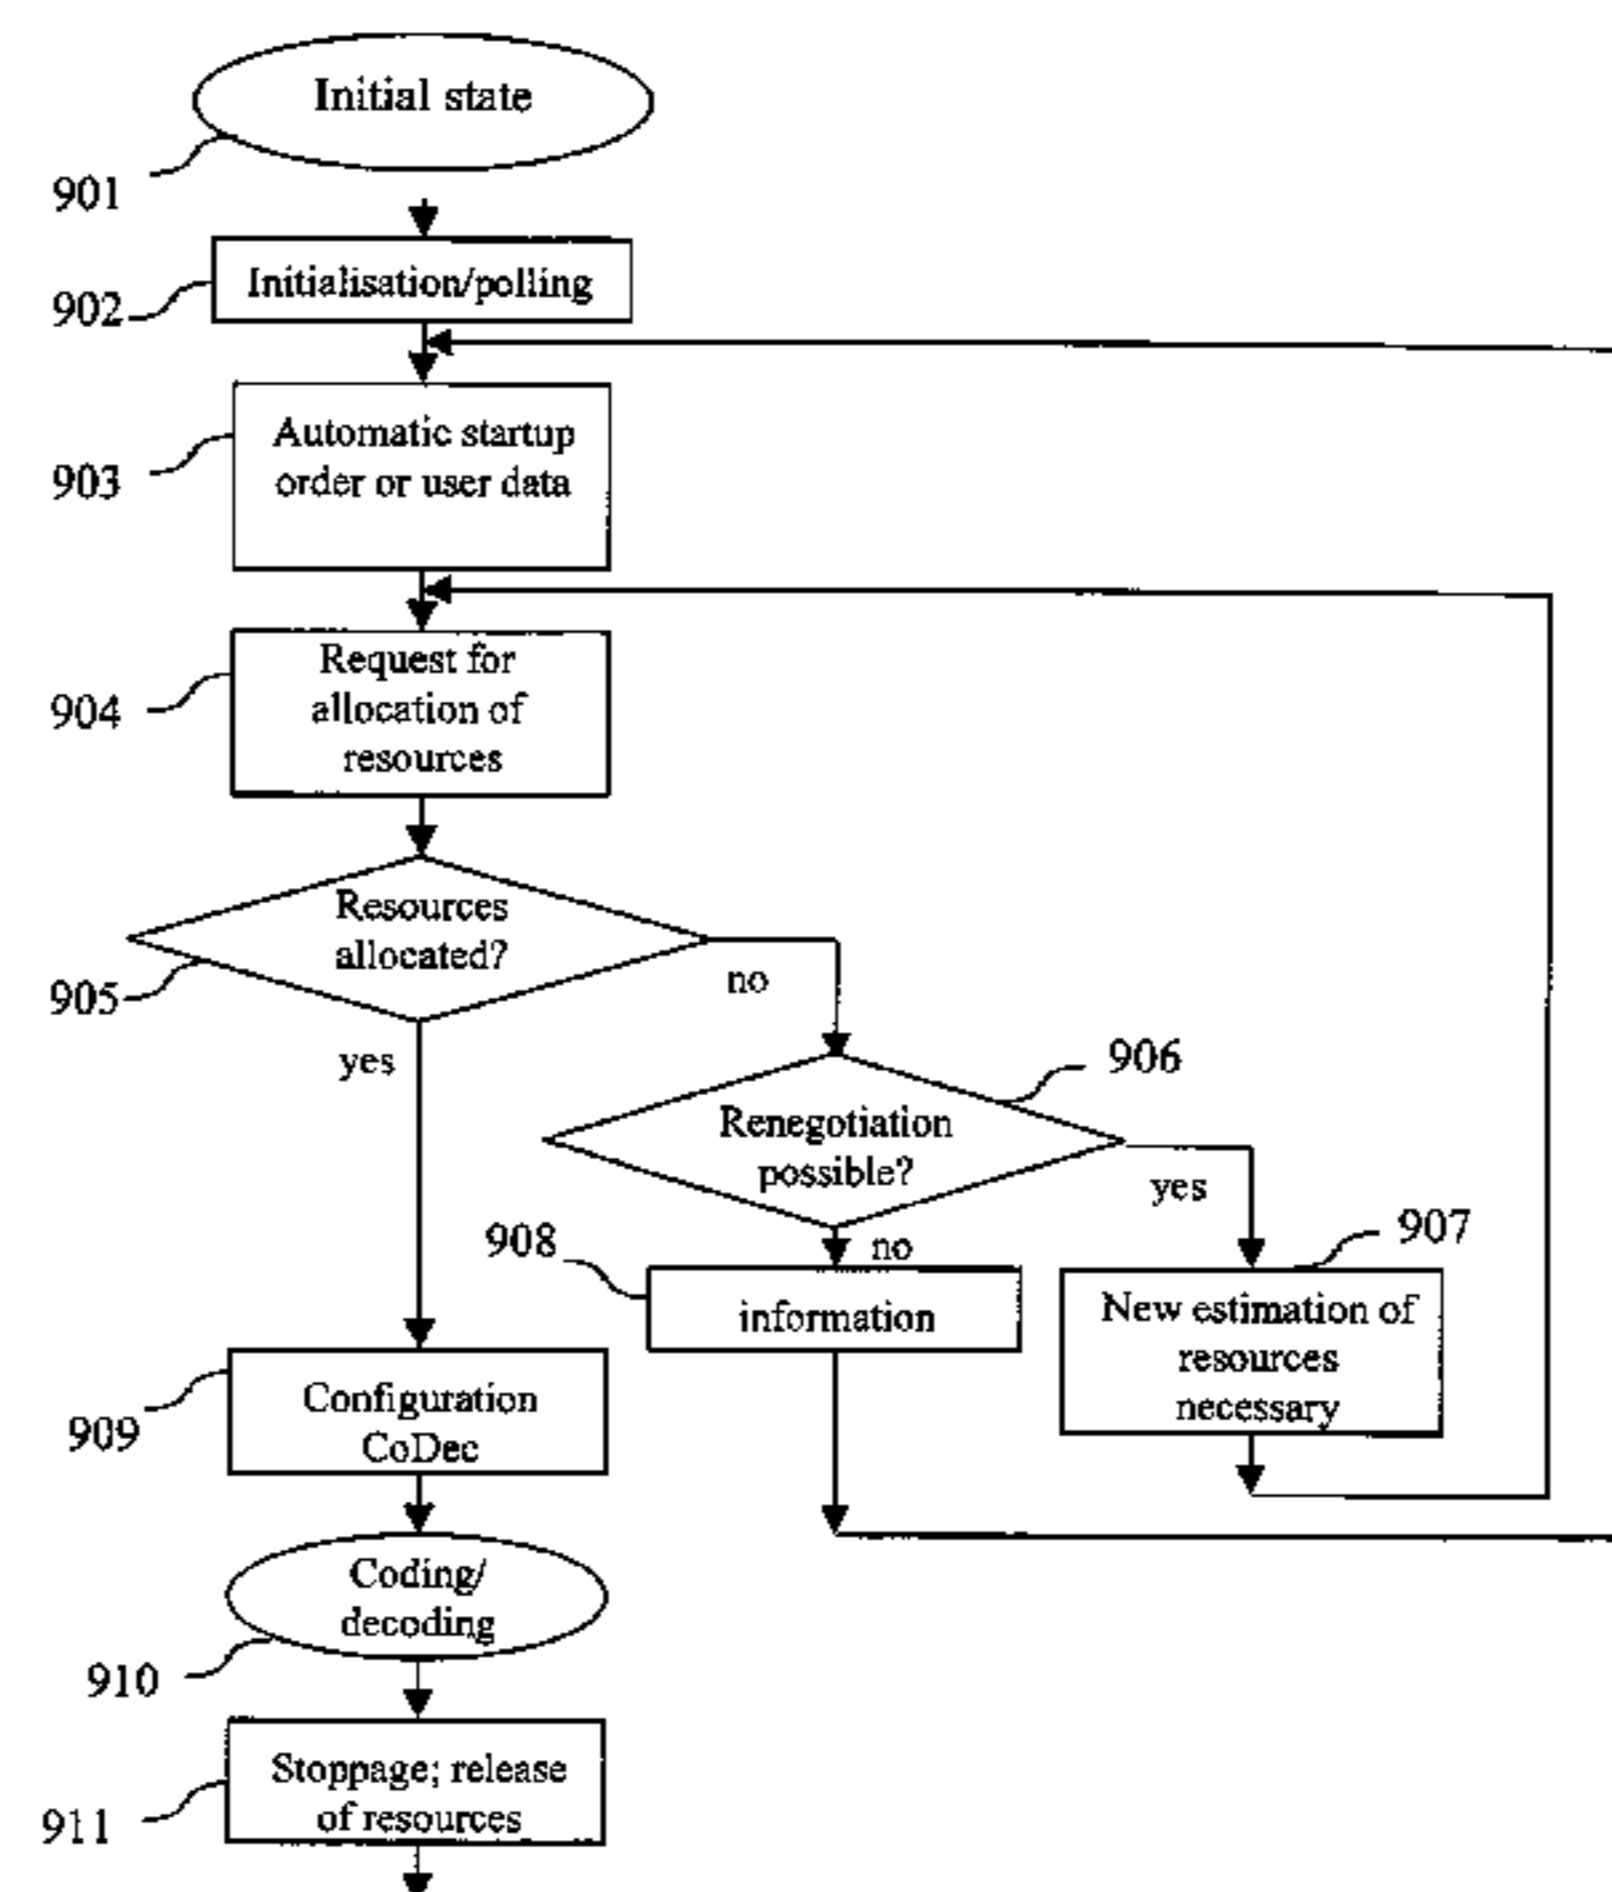 Initial state
901
Initialisation/polling
902
Automatic startup
order or user data
903
Request for
allocation of
resources
904
Resources
allocated?
905
no
yes
906
Renegotiation
possible?
yes
no
907
908
information
New estimation of
resources
necessary
Configuration
CoDec
909
Coding/
decoding
910
Stoppage; release
of resources
911